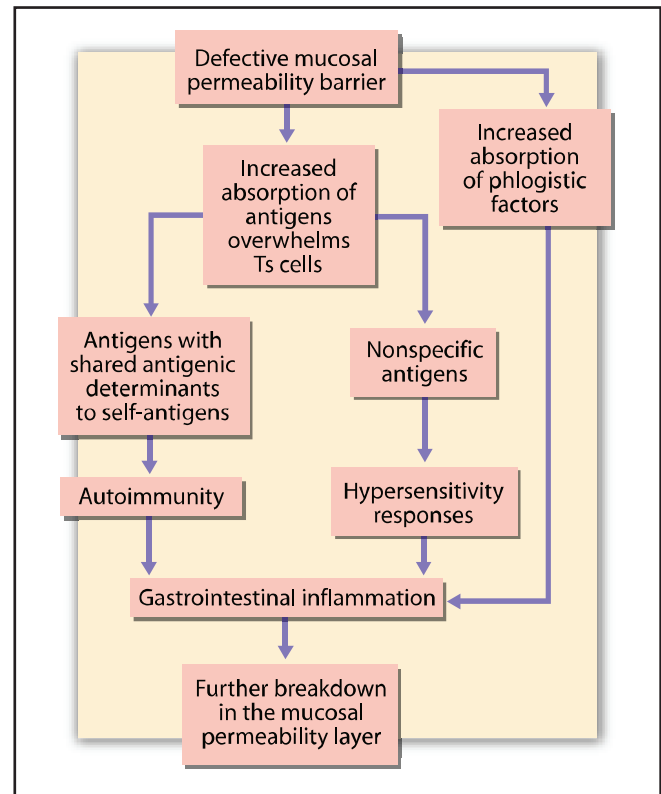 Defective mucosal
permeability barrier
Increased
absorption
of phlogistic
factors
Increased
absorption of
antigens
overwhelms
Ts cells
Antigens with
shared antigenic
determinants
to self-antigens
Nonspecific
antigens
Autoimmunity
Hypersensitivity
responses
Gastrointestinal inflammation
Further breakdown
in the mucosal
permeability layer